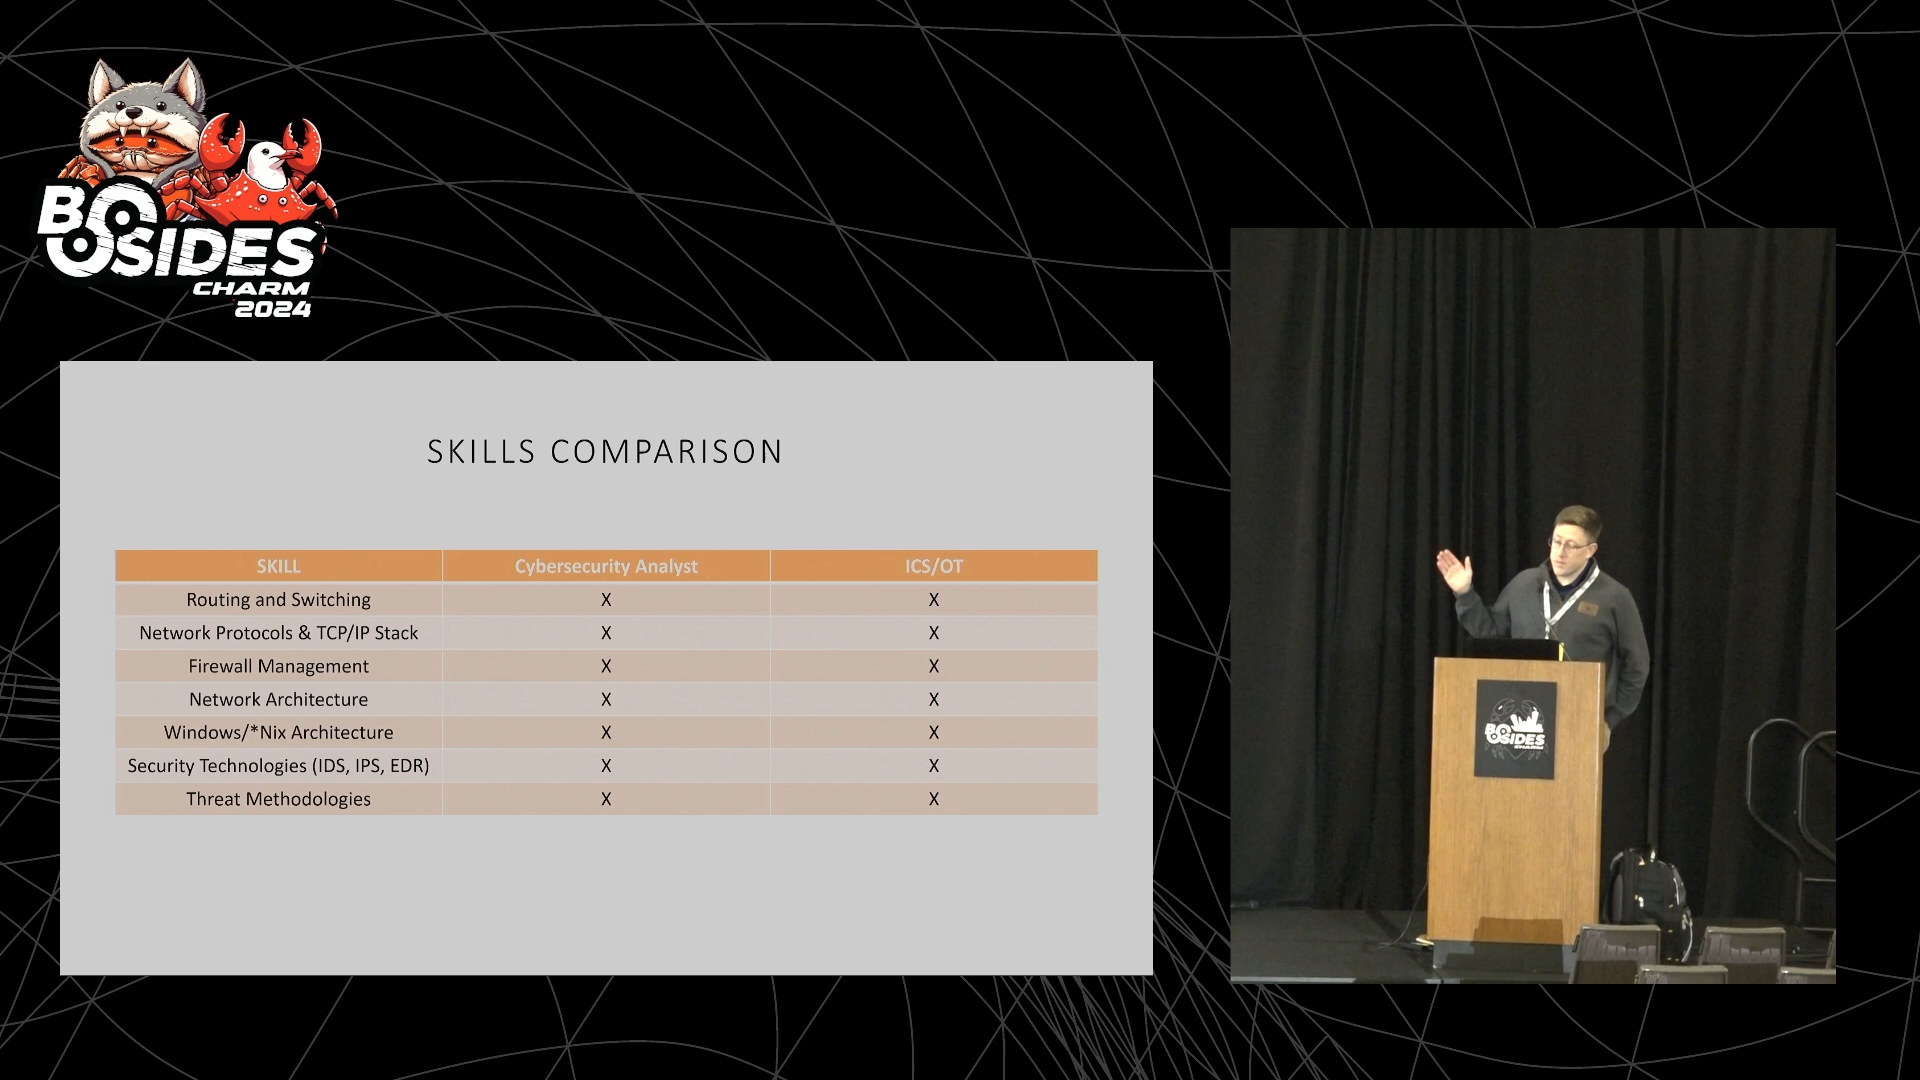 BSIDES
CHARM
2024
SKILLS COMPARISON
SKILL Cybersecurity Analyst ICS/OT
Routing and Switching X X
Network Protocols & TCP/IP Stack X X
Firewall Management X X
Network Architecture X X
Windows/*Nix Architecture X X
Security Technologies (IDS, IPS, EDR) X X
Threat Methodologies X X
BSIDES
CHARM